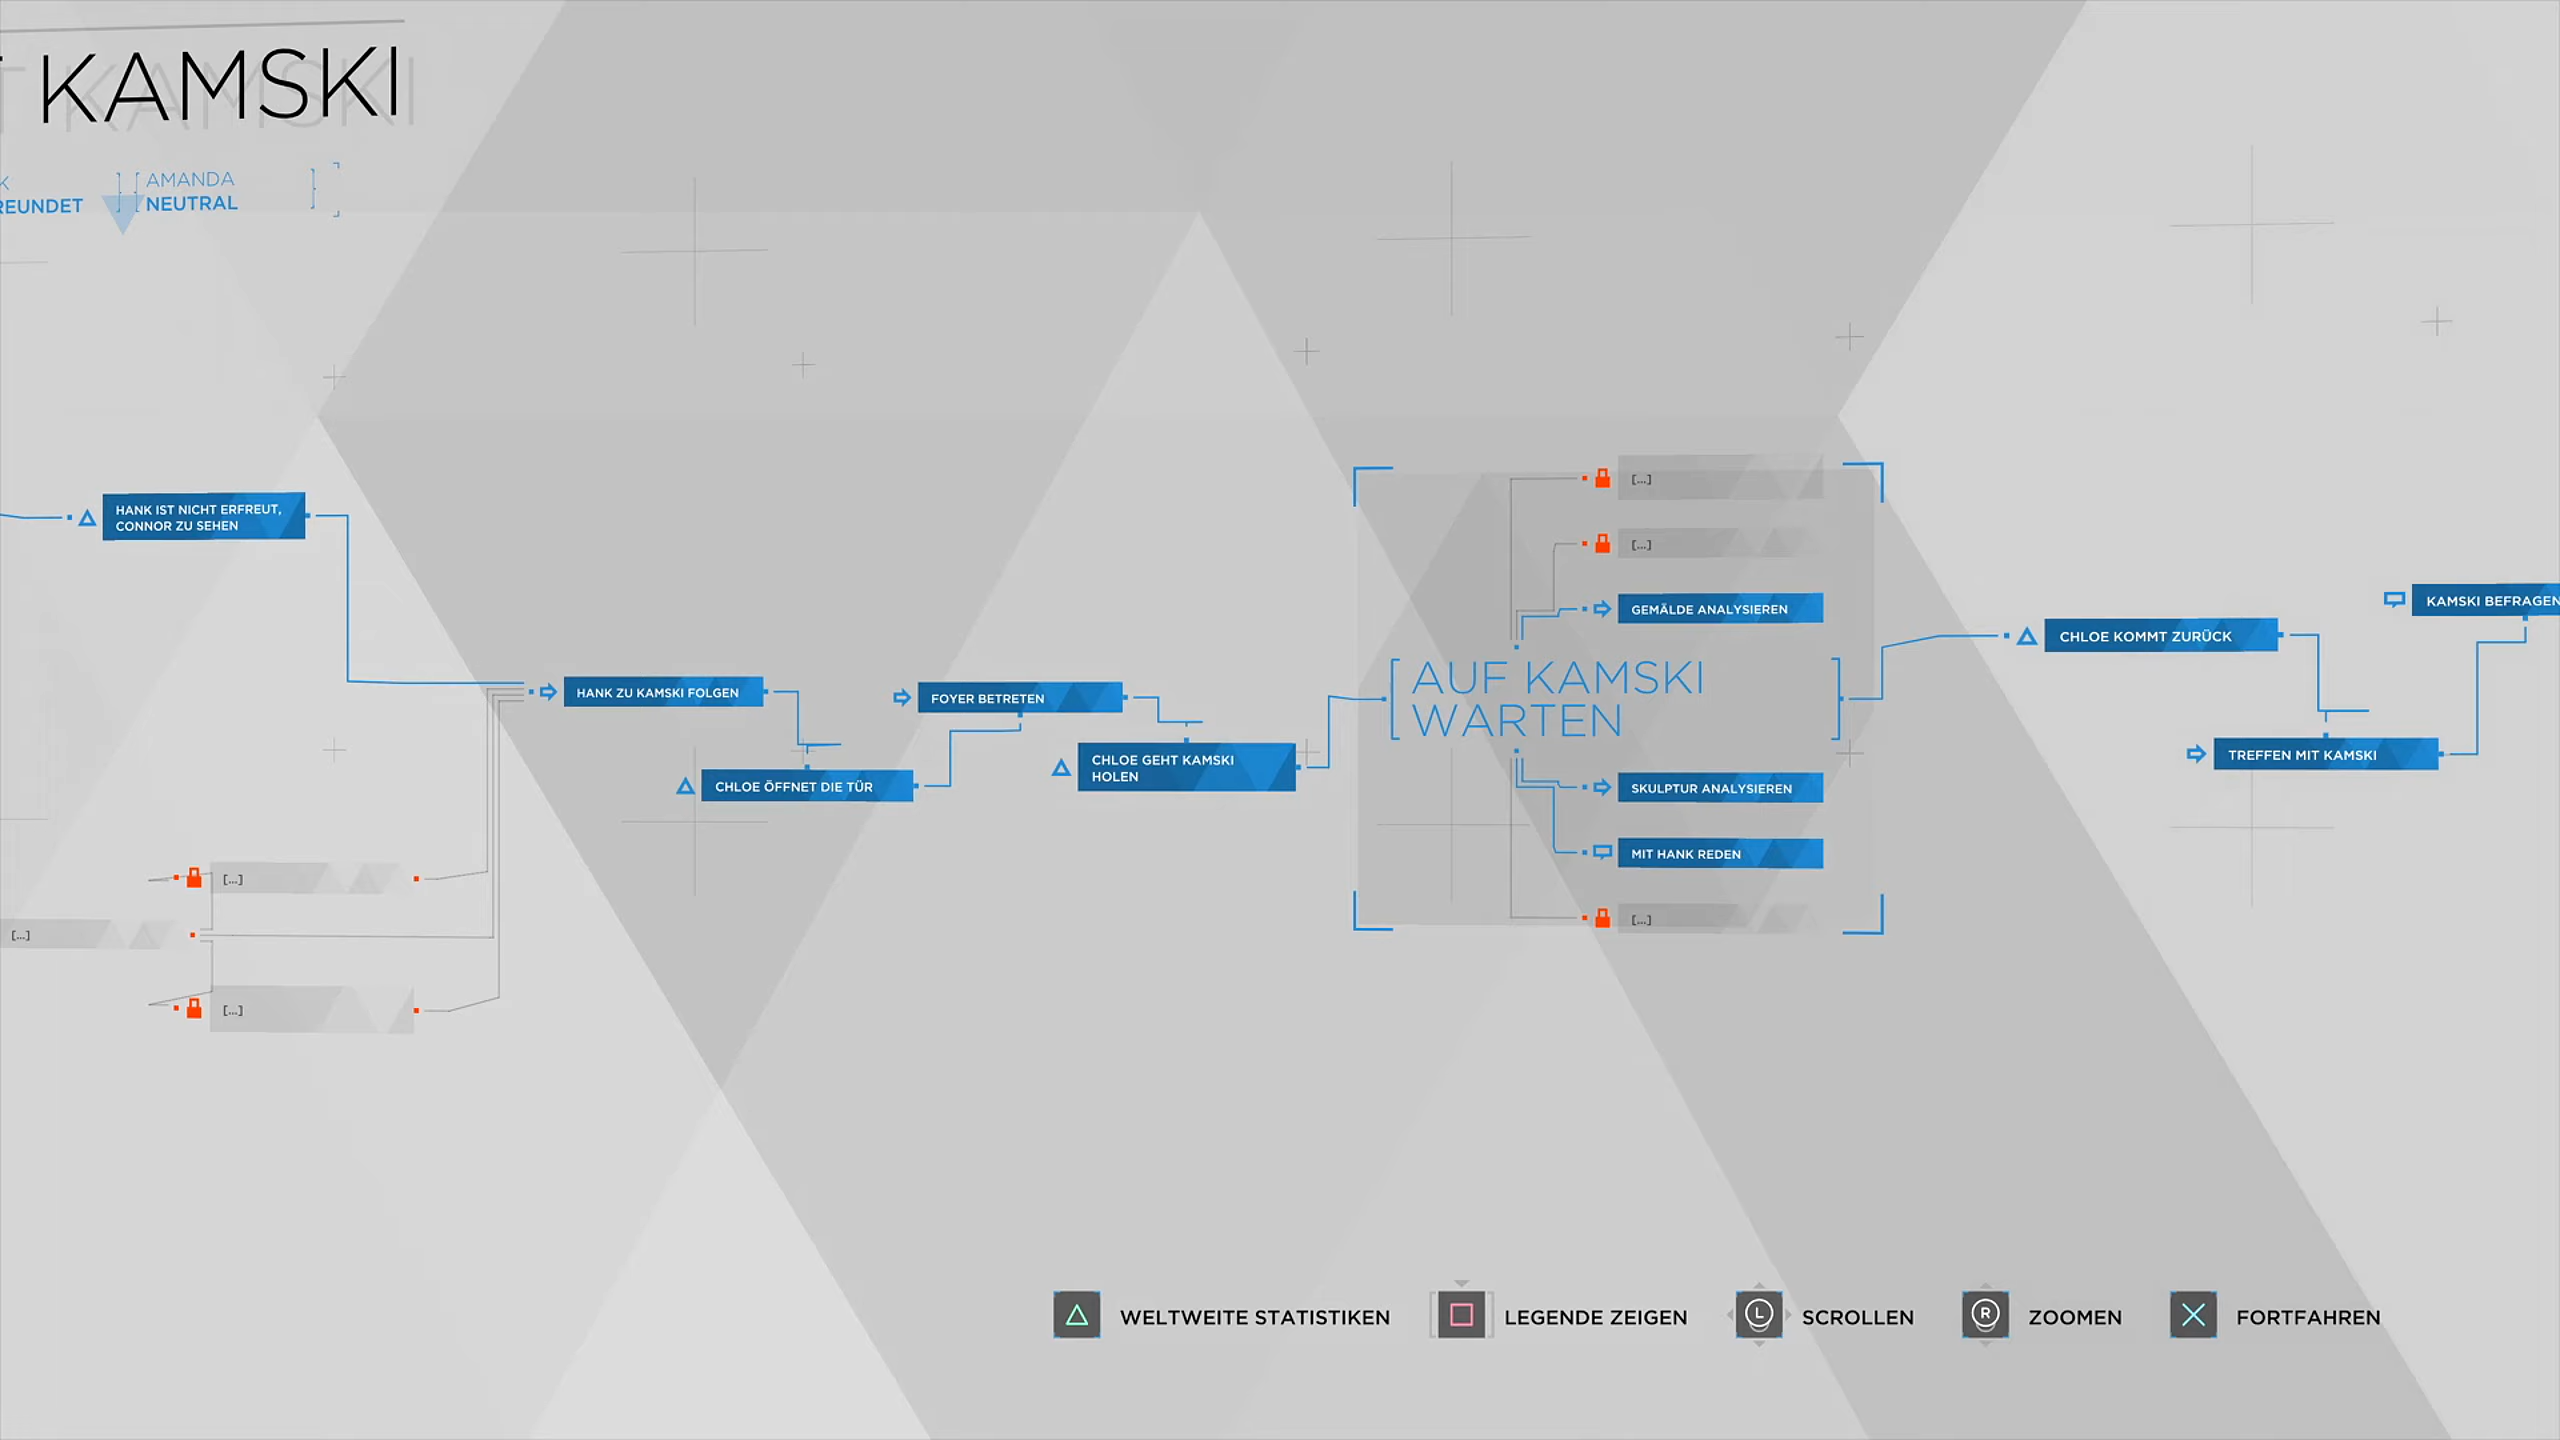 KAMSKI
AMANDA
NEUTRAL
HANK IST NICHT ERFREUT,
CONNOR ZU SEHEN
[...]
[...]
[...]
HANK ZU KAMSKI FOLGEN
CHLOE ÖFFNET DIE TÜR
FOYER BETRETEN
CHLOE GEHT KAMSKI
HOLEN
[...]
[...]
GEMÄLDE ANALYSIEREN
AUF KAMSKI
WARTEN
SKULPTUR ANALYSIEREN
MIT HANK REDEN
[...]
CHLOE KOMMT ZURÜCK
TREFFEN MIT KAMSKI
KAMSKI BEFRAGEN
WELTWEITE STATISTIKEN
LEGENDE ZEIGEN
L SCROLLEN
R ZOOMEN
FORTFAHREN